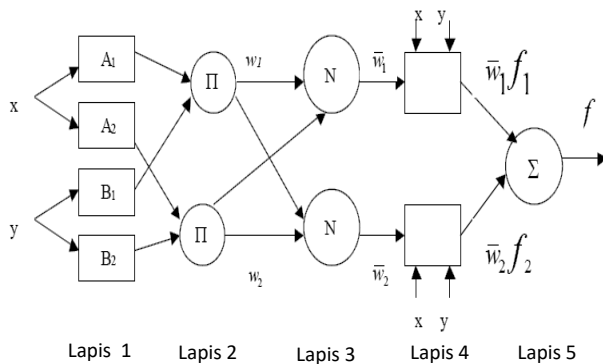 x y
A₁ w₁ w̄₁ w̄₁f₁
Π N
x A₂ f
B₁ Σ
y Π N
B₂ w₂ w̄₂ w̄₂f₂
x y
Lapis 1 Lapis 2 Lapis 3 Lapis 4 Lapis 5